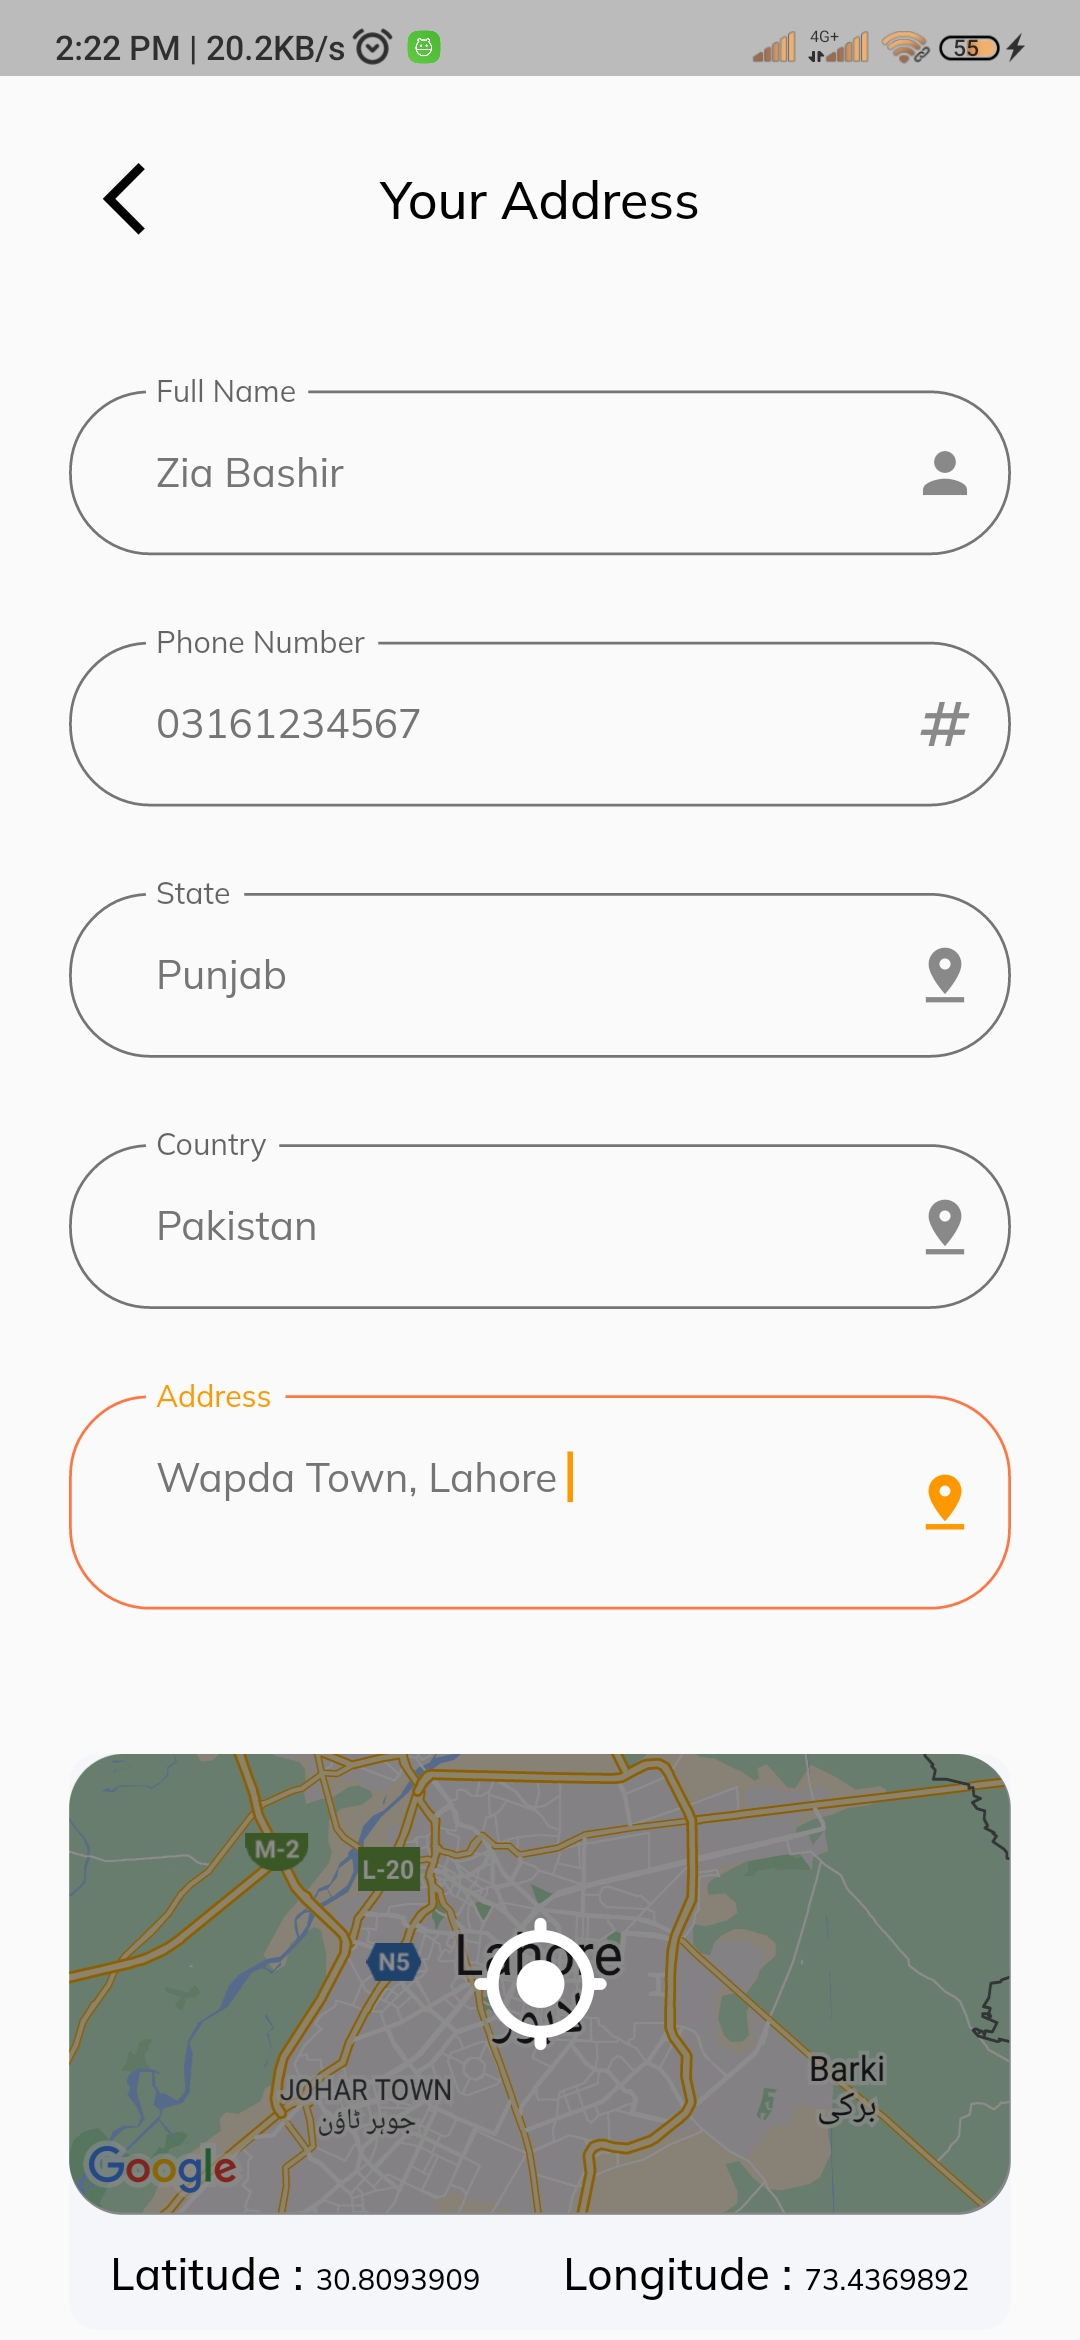 2:22 PM | 20.2KB/s 4G+ 55
Your Address
Full Name
Zia Bashir
Phone Number
03161234567
#
State
Punjab
Country
Pakistan
Address
Wapda Town, Lahore
M-2
L-20
N5
Lahore
Barki
برکی
JOHAR TOWN
جوہر ٹاؤن
Google
Latitude : 30.8093909 Longitude : 73.4369892